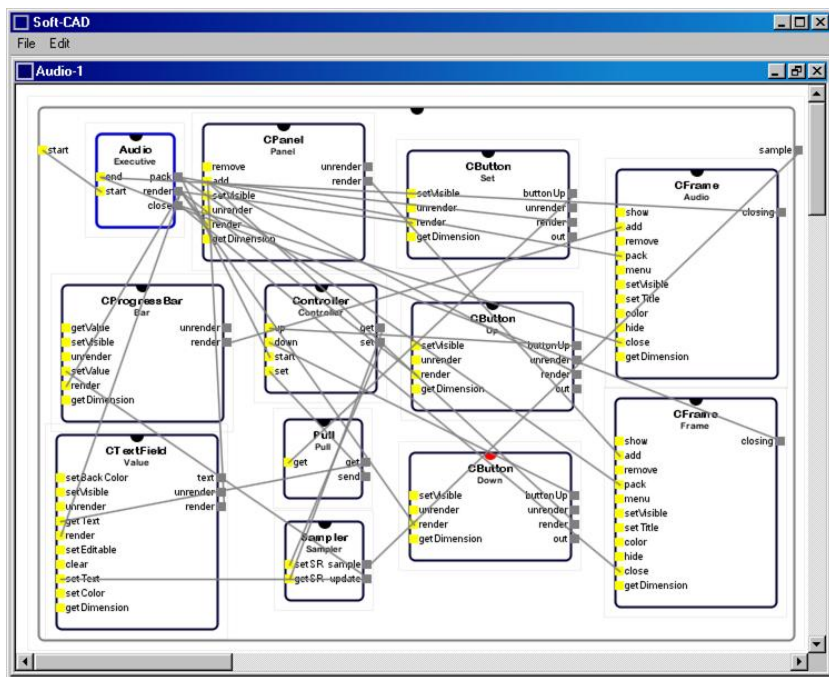 Soft-CAD
File Edit
Audio-1
start
sample
Audio
Executive
end pack
start render
close
CPanel
Panel
remove unrender
add render
setVisible
unrender
render
getDimension
CButton
Set
setVisible buttonUp
unrender unrender
render render
getDimension out
CFrame
Audio
show closing
add
remove
pack
menu
setVisible
setTitle
color
hide
close
getDimension
CProgressBar
Bar
getValue unrender
setVisible render
unrender
setValue
render
getDimension
Controller
Controller
up get
down set
start
set
CButton
Up
setVisible buttonUp
unrender unrender
render render
getDimension out
CTextField
Value
setBackColor text
setVisible unrender
unrender render
getText
render
setEditable
clear
setText
setColor
getDimension
Pull
Pull
get get
send
Sampler
Sampler
setSR sample
getSR update
CButton
Down
setVisible buttonUp
unrender unrender
render render
getDimension out
CFrame
Frame
show closing
add
remove
pack
menu
setVisible
setTitle
color
hide
close
getDimension